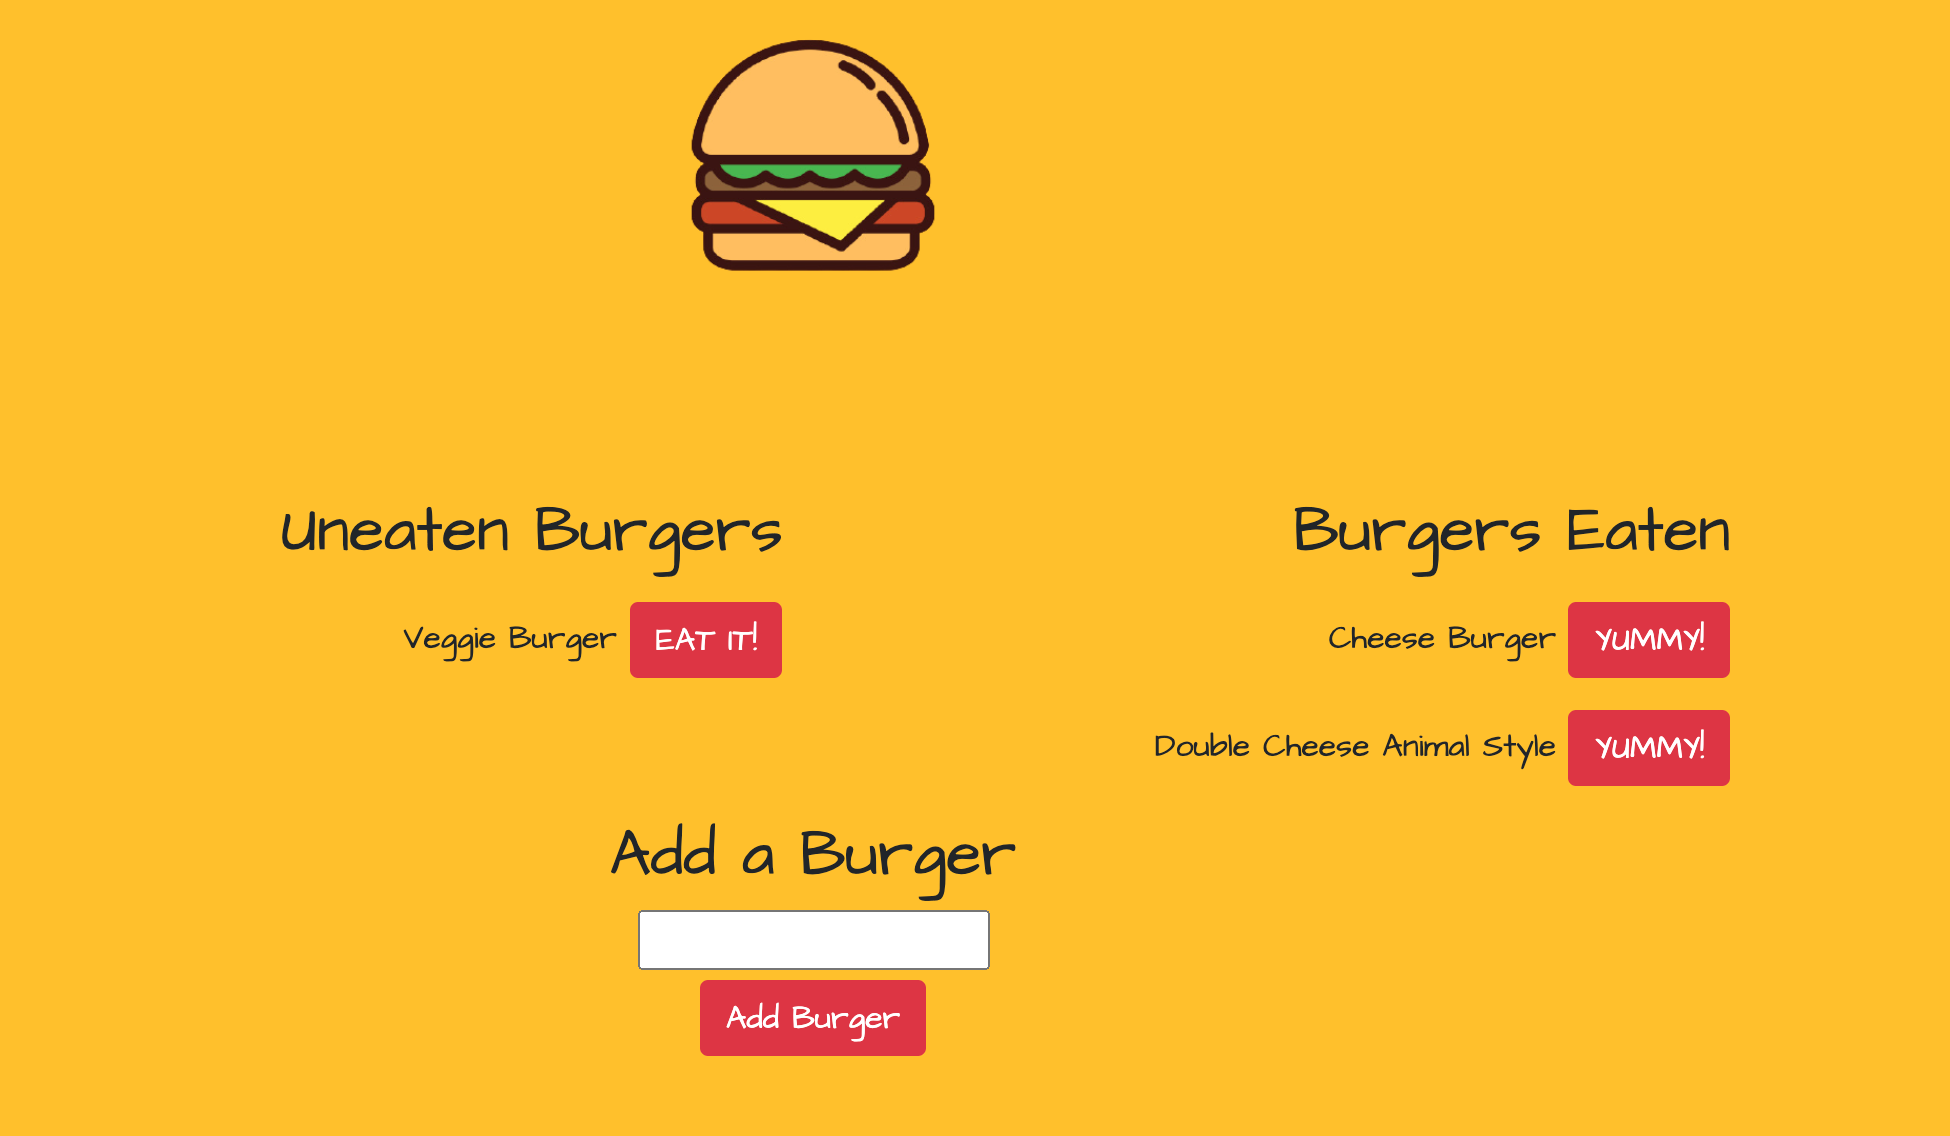 Uneaten Burgers
Veggie Burger EAT IT!
Burgers Eaten
Cheese Burger YUMMY!
Double Cheese Animal Style YUMMY!
Add a Burger
Add Burger